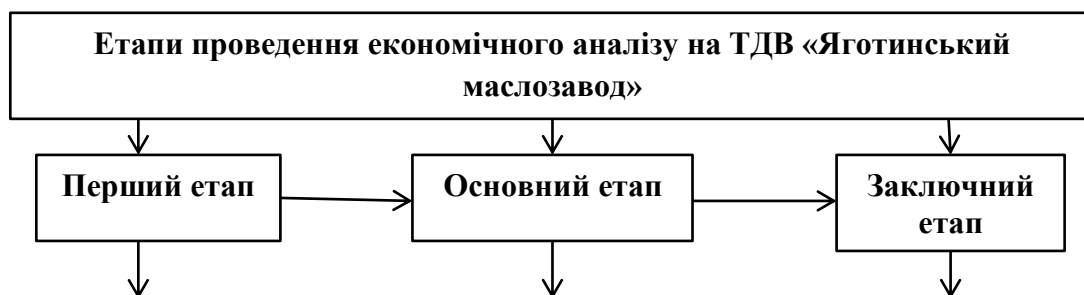 Етапи проведення економічного аналізу на ТДВ «Яготинський
маслозавод»
Перший етап
Основний етап
Заключний
етап